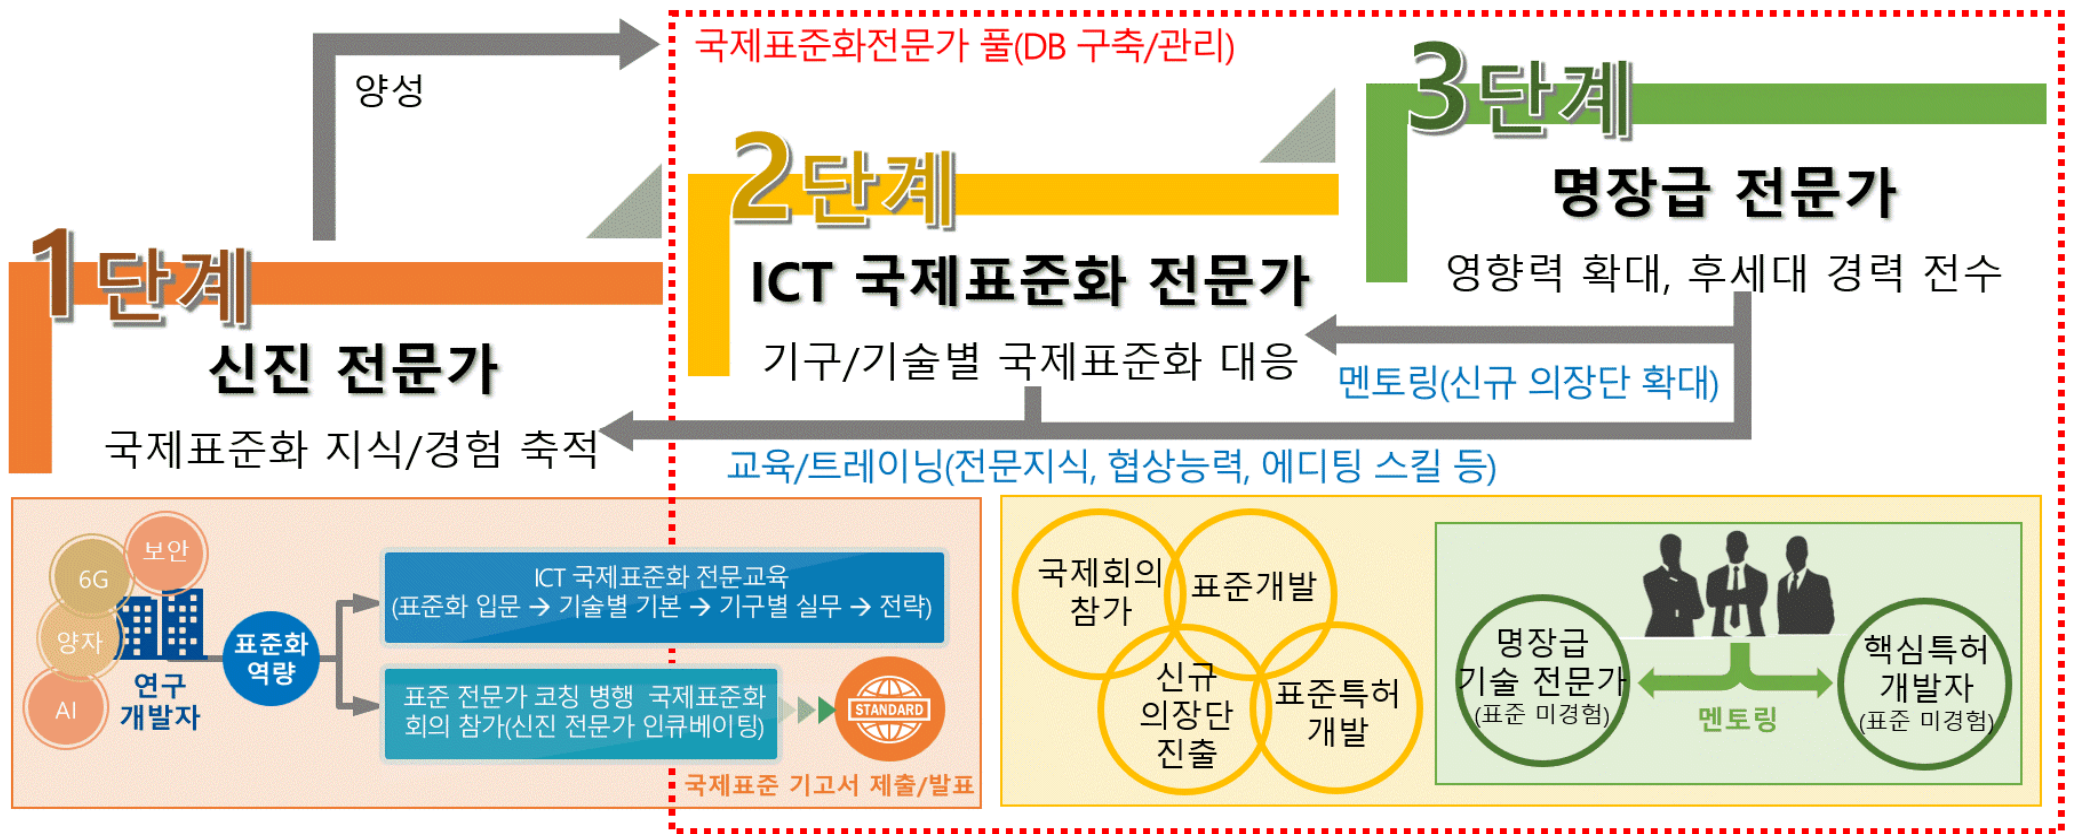 국제표준화전문가 풀(DB 구축/관리)
양성
3단계
명장급 전문가
영향력 확대, 후세대 경력 전수
2단계
ICT 국제표준화 전문가
기구/기술별 국제표준화 대응
1단계
신진 전문가
국제표준화 지식/경험 축적
멘토링(신규 의장단 확대)
교육/트레이닝(전문지식, 협상능력, 에디팅 스킬 등)
보안
6G
양자
AI
연구
개발자
표준화
역량
ICT 국제표준화 전문교육
(표준화 입문 → 기술별 기본 → 기구별 실무 → 전략)
표준 전문가 코칭 병행 국제표준화
회의 참가(신진 전문가 인큐베이팅)
STANDARD
국제표준 기고서 제출/발표
국제회의
참가
표준개발
신규
의장단
진출
표준특허
개발
명장급
기술 전문가
(표준 미경험)
멘토링
핵심특허
개발자
(표준 미경험)